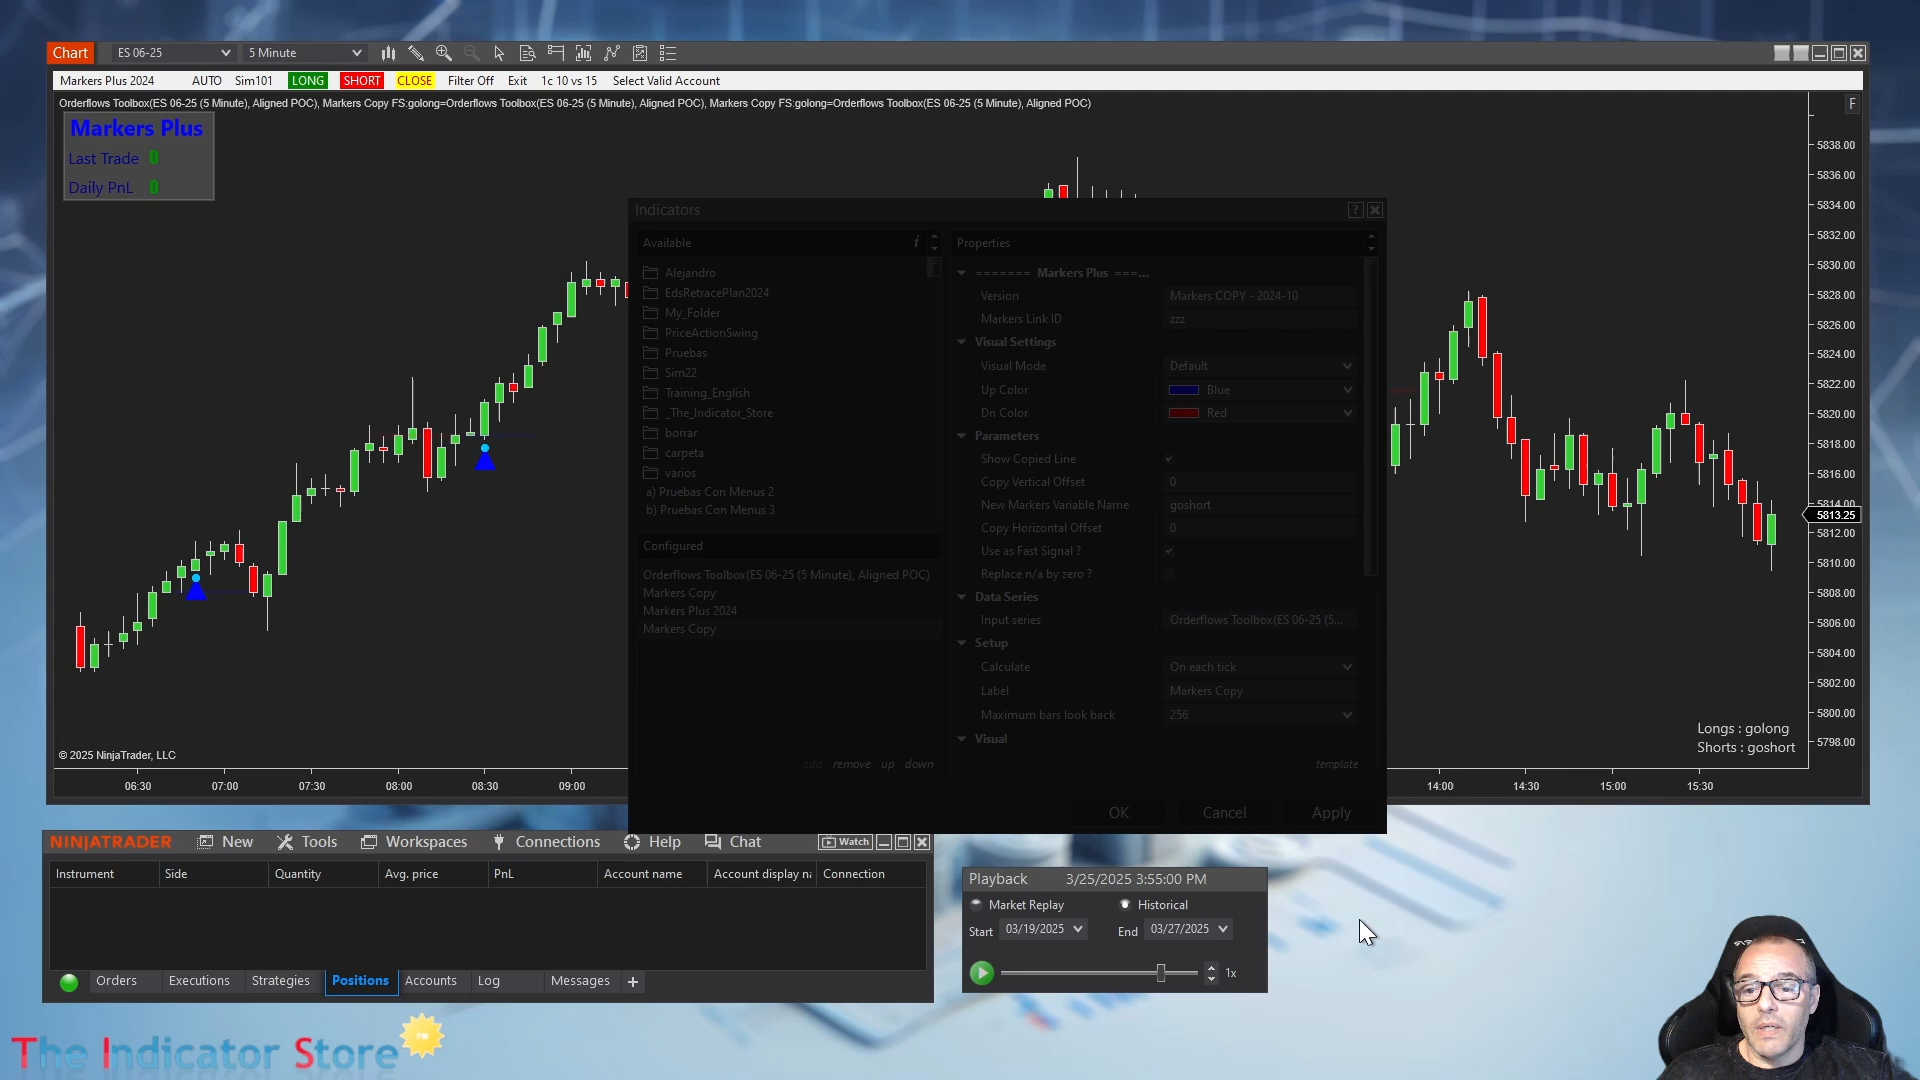 Chart ES 06-25 5 Minute
Markers Plus 2024 AUTO Sim101 LONG SHORT CLOSE Filter Off Exit 1c 10 vs 15 Select Valid Account
Orderflows Toolbox(ES 06-25 (5 Minute), Aligned POC), Markers Copy FS:golong=Orderflows Toolbox(ES 06-25 (5 Minute), Aligned POC), Markers Copy FS:golong=Orderflows Toolbox(ES 06-25 (5 Minute), Aligned POC)
F
Markers Plus
Last Trade 0
Daily PnL 0
Indicators ?
Available i
Alejandro
EdsRetracePlan2024
My_Folder
PriceActionSwing
Pruebas
Sim22
Training_English
_The_Indicator_Store
borrar
carpeta
varios
a) Pruebas Con Menus 2
b) Pruebas Con Menus 3
Configured
Orderflows Toolbox(ES 06-25 (5 Minute), Aligned POC)
Markers Copy
Markers Plus 2024
Markers Copy
add remove up down
Properties
======= Markers Plus ===...
Version Markers COPY - 2024-10
Markers Link ID zzz
Visual Settings
Visual Mode Default
Up Color Blue
Dn Color Red
Parameters
Show Copied Line
Copy Vertical Offset 0
New Markers Variable Name goshort
Copy Horizontal Offset 0
Use as Fast Signal ?
Replace n/a by zero ?
Data Series
Input series Orderflows Toolbox(ES 06-25 (5...
Setup
Calculate On each tick
Label Markers Copy
Maximum bars look back 256
Visual
template
OK Cancel Apply
5838.00
5836.00
5834.00
5832.00
5830.00
5828.00
5826.00
5824.00
5822.00
5820.00
5818.00
5816.00
5814.00
5813.25
5812.00
5810.00
5808.00
5806.00
5804.00
5802.00
5800.00
5798.00
Longs : golong
Shorts : goshort
© 2025 NinjaTrader, LLC
06:30 07:00 07:30 08:00 08:30 09:00 14:00 14:30 15:00 15:30
NINJATRADER New Tools Workspaces Connections Help Chat Watch
Instrument Side Quantity Avg. price PnL Account name Account display na Connection
Orders Executions Strategies Positions Accounts Log Messages +
Playback 3/25/2025 3:55:00 PM
Market Replay Historical
Start 03/19/2025 End 03/27/2025
1x
The Indicator Store